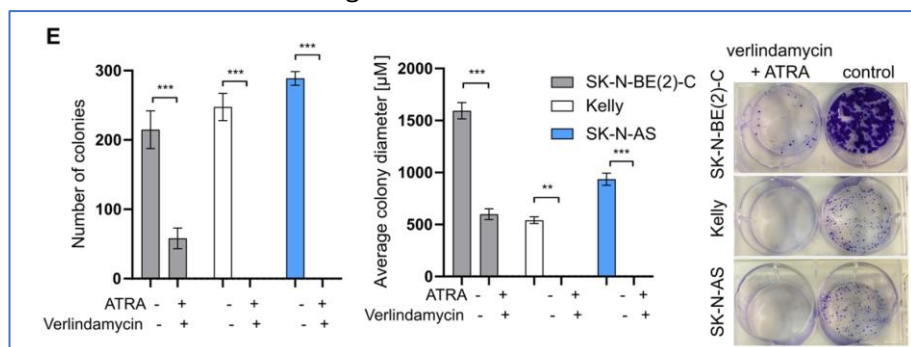 E
Number of colonies
300
200
100
0
***
***
***
ATRA - + - + - +
Verlindamycin - + - + - +
Average colony diameter [µM]
2000
1500
1000
500
0
***
**
***
SK-N-BE(2)-C
Kelly
SK-N-AS
ATRA - + - + - +
Verlindamycin - + - + - +
verlindamycin
+ ATRA control
SK-N-BE(2)-C
Kelly
SK-N-AS